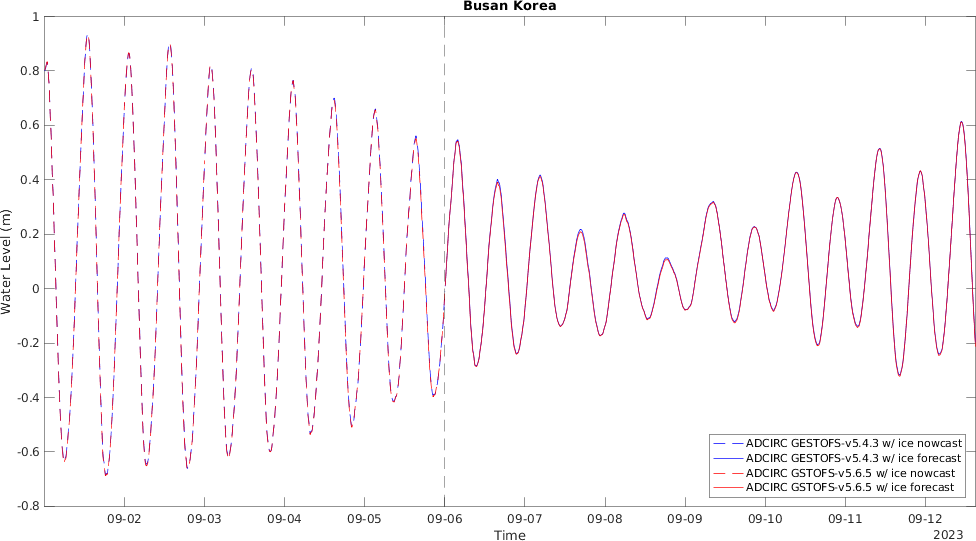 Busan Korea
1
0.8
0.6
0.4
0.2
0
-0.2
-0.4
-0.6
-0.8
Water Level (m)
09-02 09-03 09-04 09-05 09-06 09-07 09-08 09-09 09-10 09-11 09-12
Time
2023
ADCIRC GESTOFS-v5.4.3 w/ ice nowcast
ADCIRC GESTOFS-v5.4.3 w/ ice forecast
ADCIRC GSTOFS-v5.6.5 w/ ice nowcast
ADCIRC GSTOFS-v5.6.5 w/ ice forecast